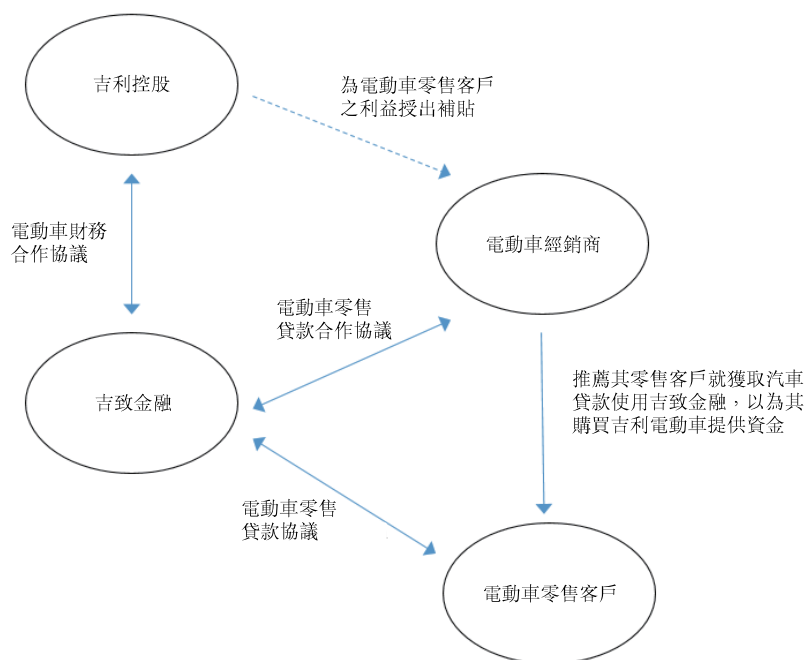 吉利控股
為電動車零售客戶
之利益授出補貼
電動車財務
合作協議
電動車經銷商
電動車零售
貸款合作協議
吉致金融
推薦其零售客戶就獲取汽車
貸款使用吉致金融，以為其
購買吉利電動車提供資金
電動車零售
貸款協議
電動車零售客戶